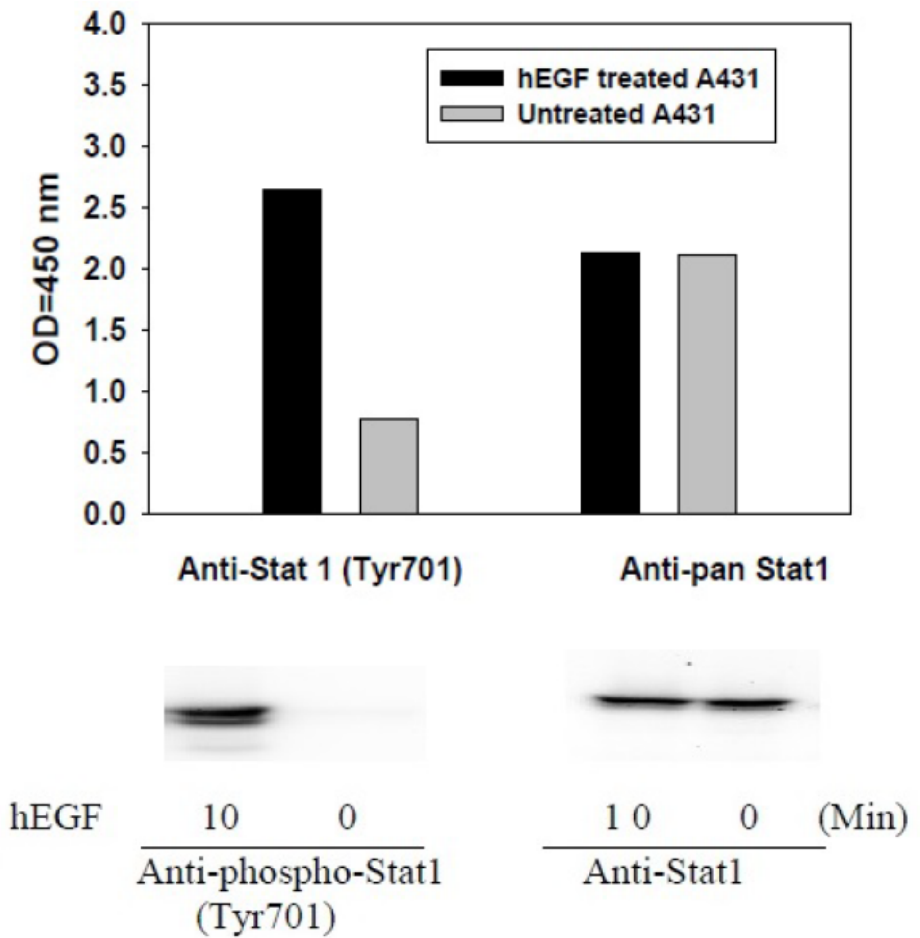 4.0
3.5
3.0
2.5
2.0
1.5
1.0
0.5
0.0
OD=450 nm
hEGF treated A431
Untreated A431
Anti-Stat 1 (Tyr701)
Anti-pan Stat1
hEGF 10 0 1 0 0 (Min)
Anti-phospho-Stat1 Anti-Stat1
(Tyr701)